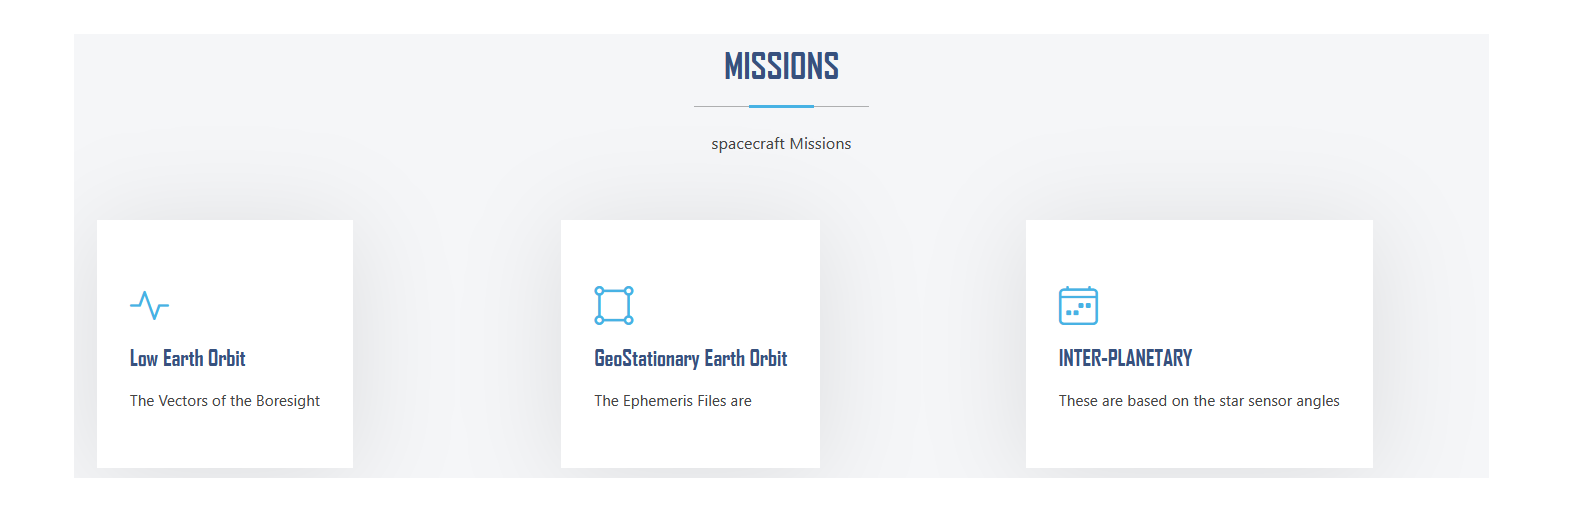 MISSIONS
spacecraft Missions
Low Earth Orbit
The Vectors of the Boresight
GeoStationary Earth Orbit
The Ephemeris Files are
INTER-PLANETARY
These are based on the star sensor angles